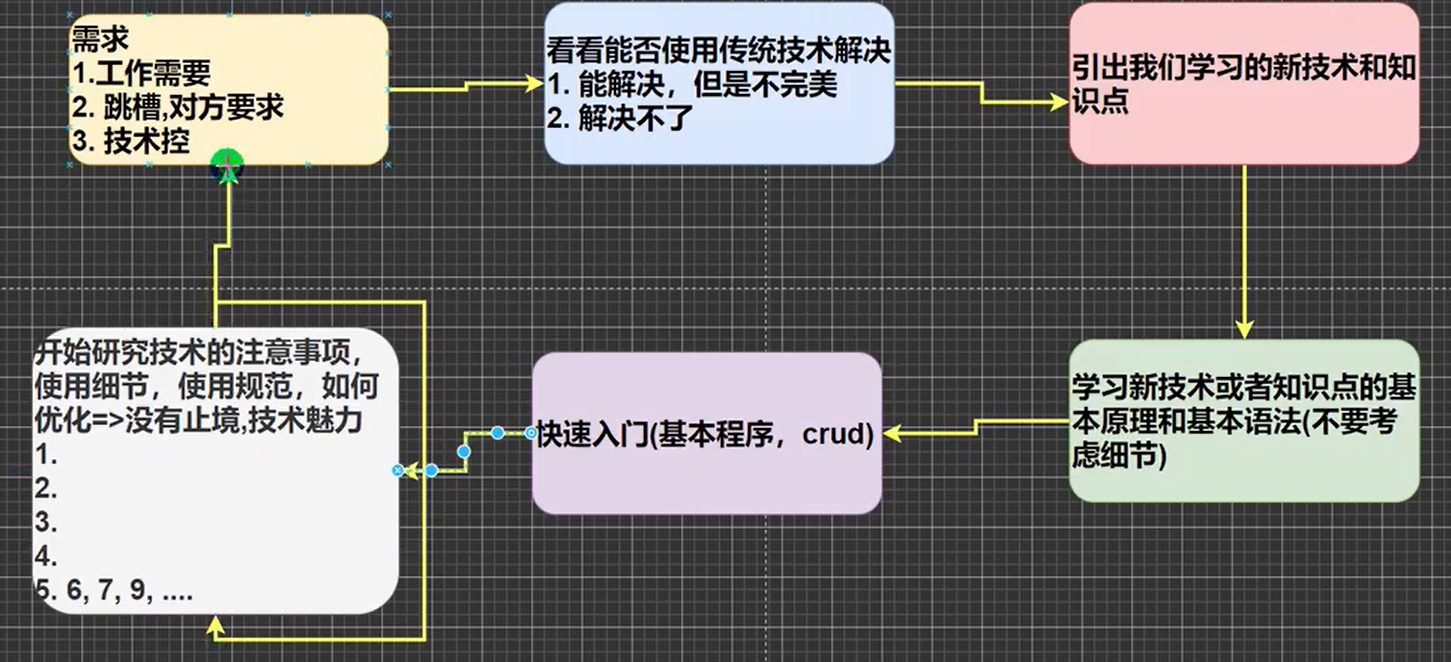 需求
1.工作需要
2. 跳槽,对方要求
3. 技术控
看看能否使用传统技术解决
1. 能解决，但是不完美
2. 解决不了
引出我们学习的新技术和知
识点
学习新技术或者知识点的基
本原理和基本语法(不要考
虑细节)
快速入门(基本程序，crud)
开始研究技术的注意事项，
使用细节，使用规范，如何
优化=>没有止境,技术魅力
1.
2.
3.
4.
5. 6, 7, 9, ....